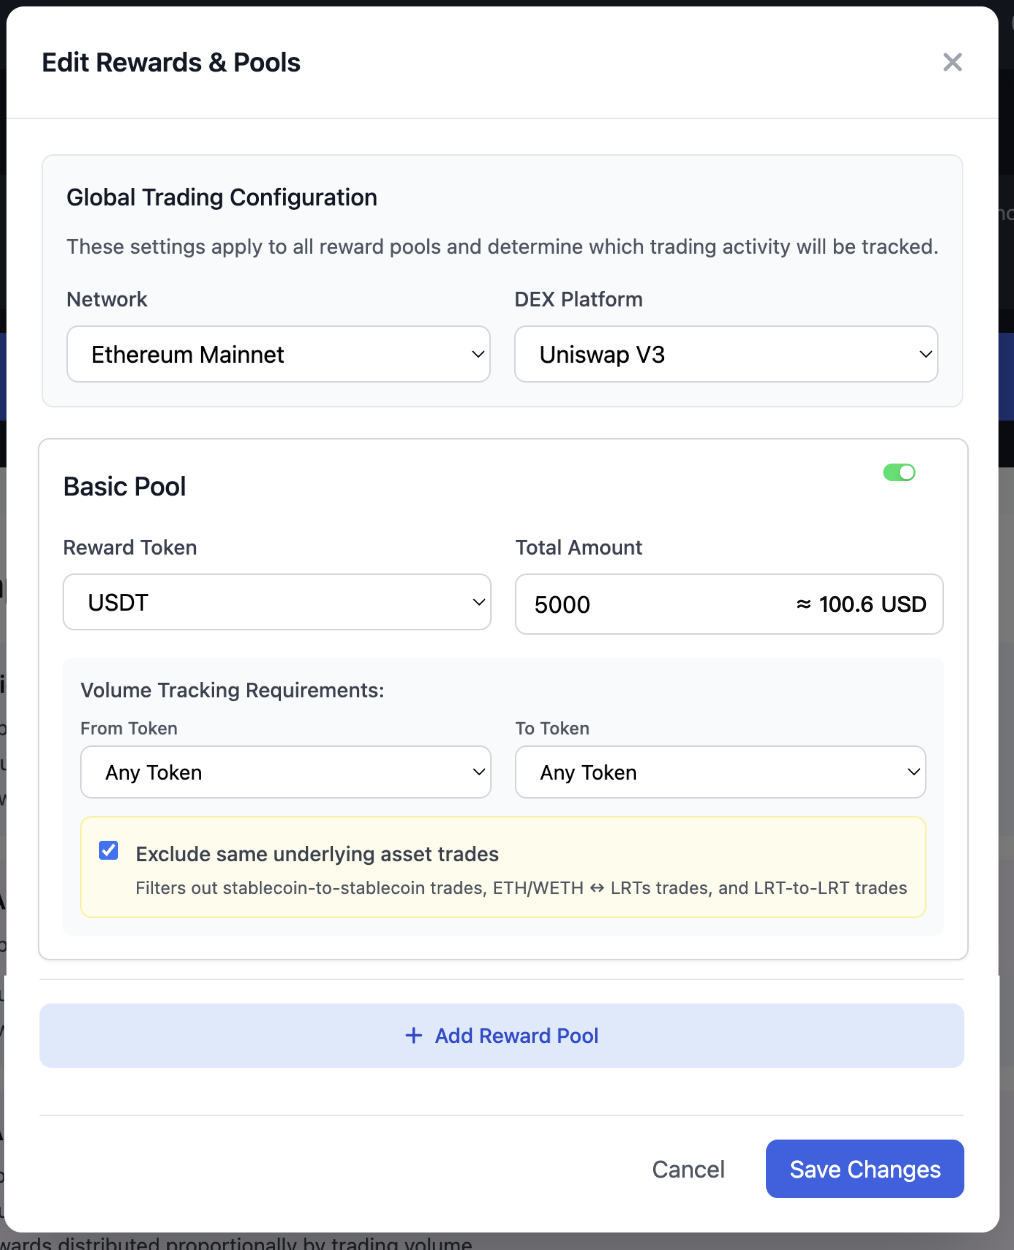 Edit Rewards & Pools
Global Trading Configuration
These settings apply to all reward pools and determine which trading activity will be tracked.
Network
DEX Platform
Ethereum Mainnet
Uniswap V3
Basic Pool
Reward Token
Total Amount
USDT
5000
≈ 100.6 USD
Volume Tracking Requirements:
From Token
To Token
Any Token
Any Token
Exclude same underlying asset trades
Filters out stablecoin-to-stablecoin trades, ETH/WETH ↔ LRTs trades, and LRT-to-LRT trades
+ Add Reward Pool
Cancel
Save Changes
distributed proportionally by trading volume